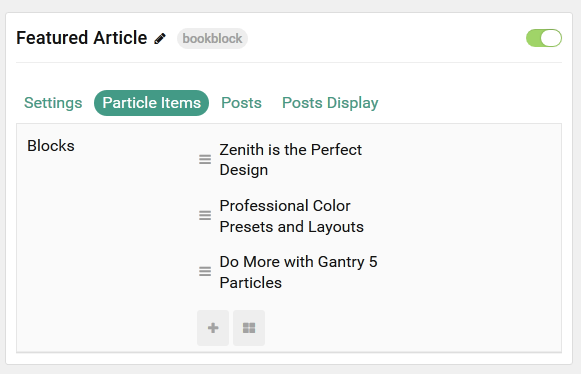 Featured Article bookblock
Settings Particle Items Posts Posts Display
Blocks
Zenith is the Perfect
Design
Professional Color
Presets and Layouts
Do More with Gantry 5
Particles